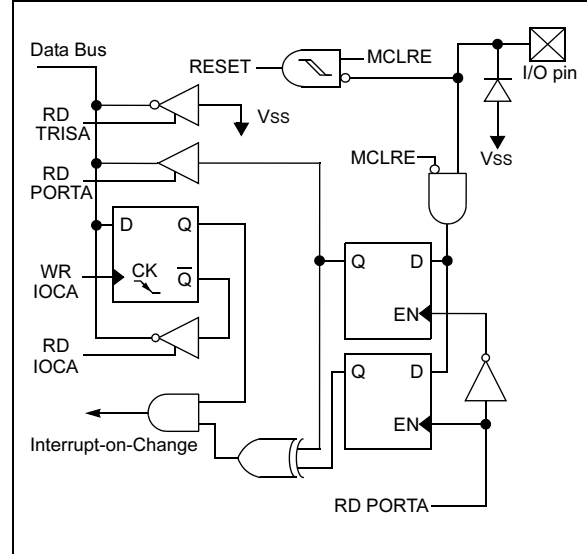 Data Bus
RESET
MCLRE
I/O pin
RD
TRISA
VSS
VSS
RD
PORTA
MCLRE
D
Q
WR
IOCA
CK
Q
RD
IOCA
Q
D
EN
Q
D
EN
Interrupt-on-Change
RD PORTA